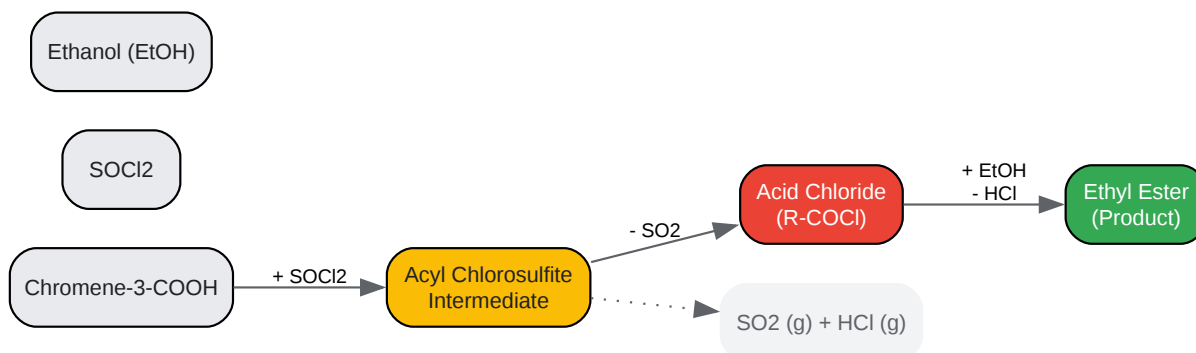 Ethanol (EtOH)
SOCl2
Chromene-3-COOH
+ SOCl2
Acyl Chlorosulfite
Intermediate
- SO2
Acid Chloride
(R-COCl)
SO2 (g) + HCl (g)
+ EtOH
- HCl
Ethyl Ester
(Product)